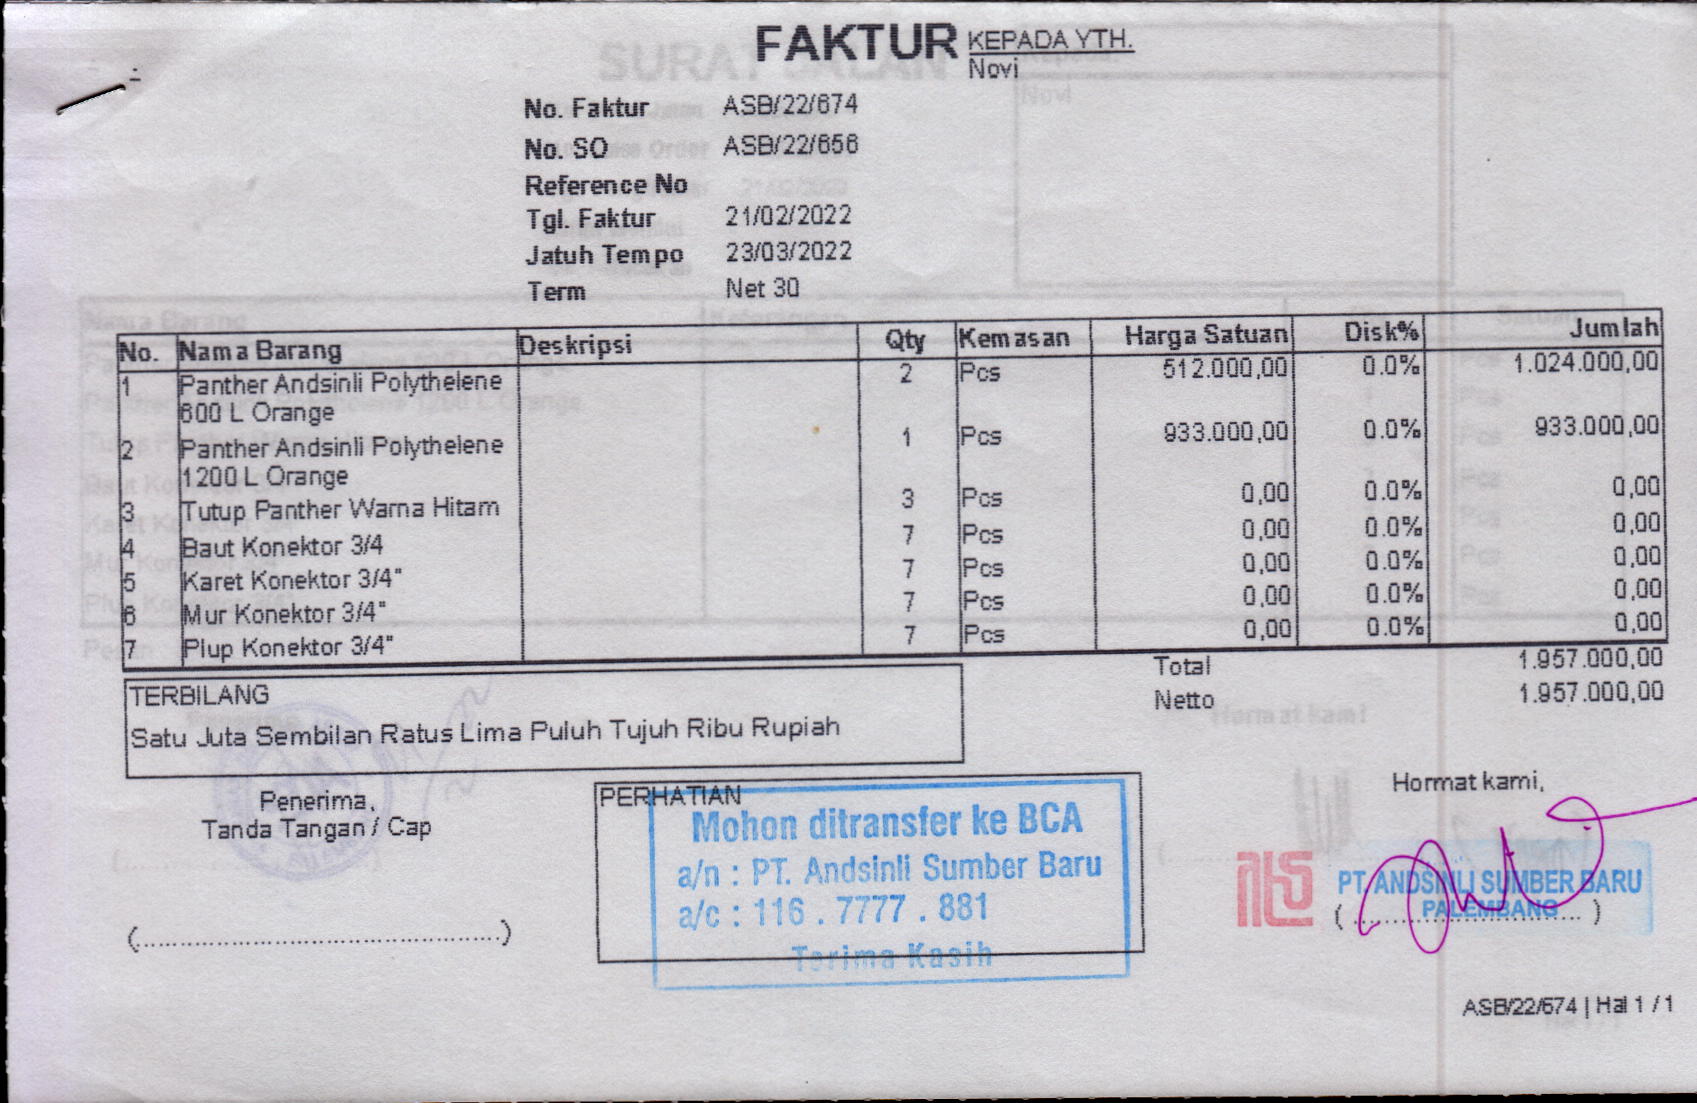 FAKTUR
KEPADA YTH.
Novi
No. Faktur ASB/22/674
No. SO ASB/22/656
Reference No
Tgl. Faktur 21/02/2022
Jatuh Tempo 23/03/2022
Term Net 30
No. Nama Barang Deskripsi Qty Kemasan Harga Satuan Disk% Jumlah
1 Panther Andsinli Polythelene 2 Pcs 512.000,00 0.0% 1.024.000,00
600 L Orange
2 Panther Andsinli Polythelene 1 Pcs 933.000,00 0.0% 933.000,00
1200 L Orange
3 Tutup Panther Warna Hitam 3 Pcs 0,00 0.0% 0,00
4 Baut Konektor 3/4 7 Pcs 0,00 0.0% 0,00
5 Karet Konektor 3/4" 7 Pcs 0,00 0.0% 0,00
6 Mur Konektor 3/4" 7 Pcs 0,00 0.0% 0,00
7 Plup Konektor 3/4" 7 Pcs 0,00 0.0% 0,00
Total 1.957.000,00
Netto 1.957.000,00
TERBILANG
Satu Juta Sembilan Ratus Lima Puluh Tujuh Ribu Rupiah
Penerima,
Tanda Tangan / Cap
(..............................................)
PERHATIAN
Mohon ditransfer ke BCA
a/n : PT. Andsinli Sumber Baru
a/c : 116 . 7777 . 881
Terima Kasih
Hormat kami,
PT. ANDSINLI SUMBER BARU
PALEMBANG
(................................)
ASB/22/674 | Hal 1 / 1